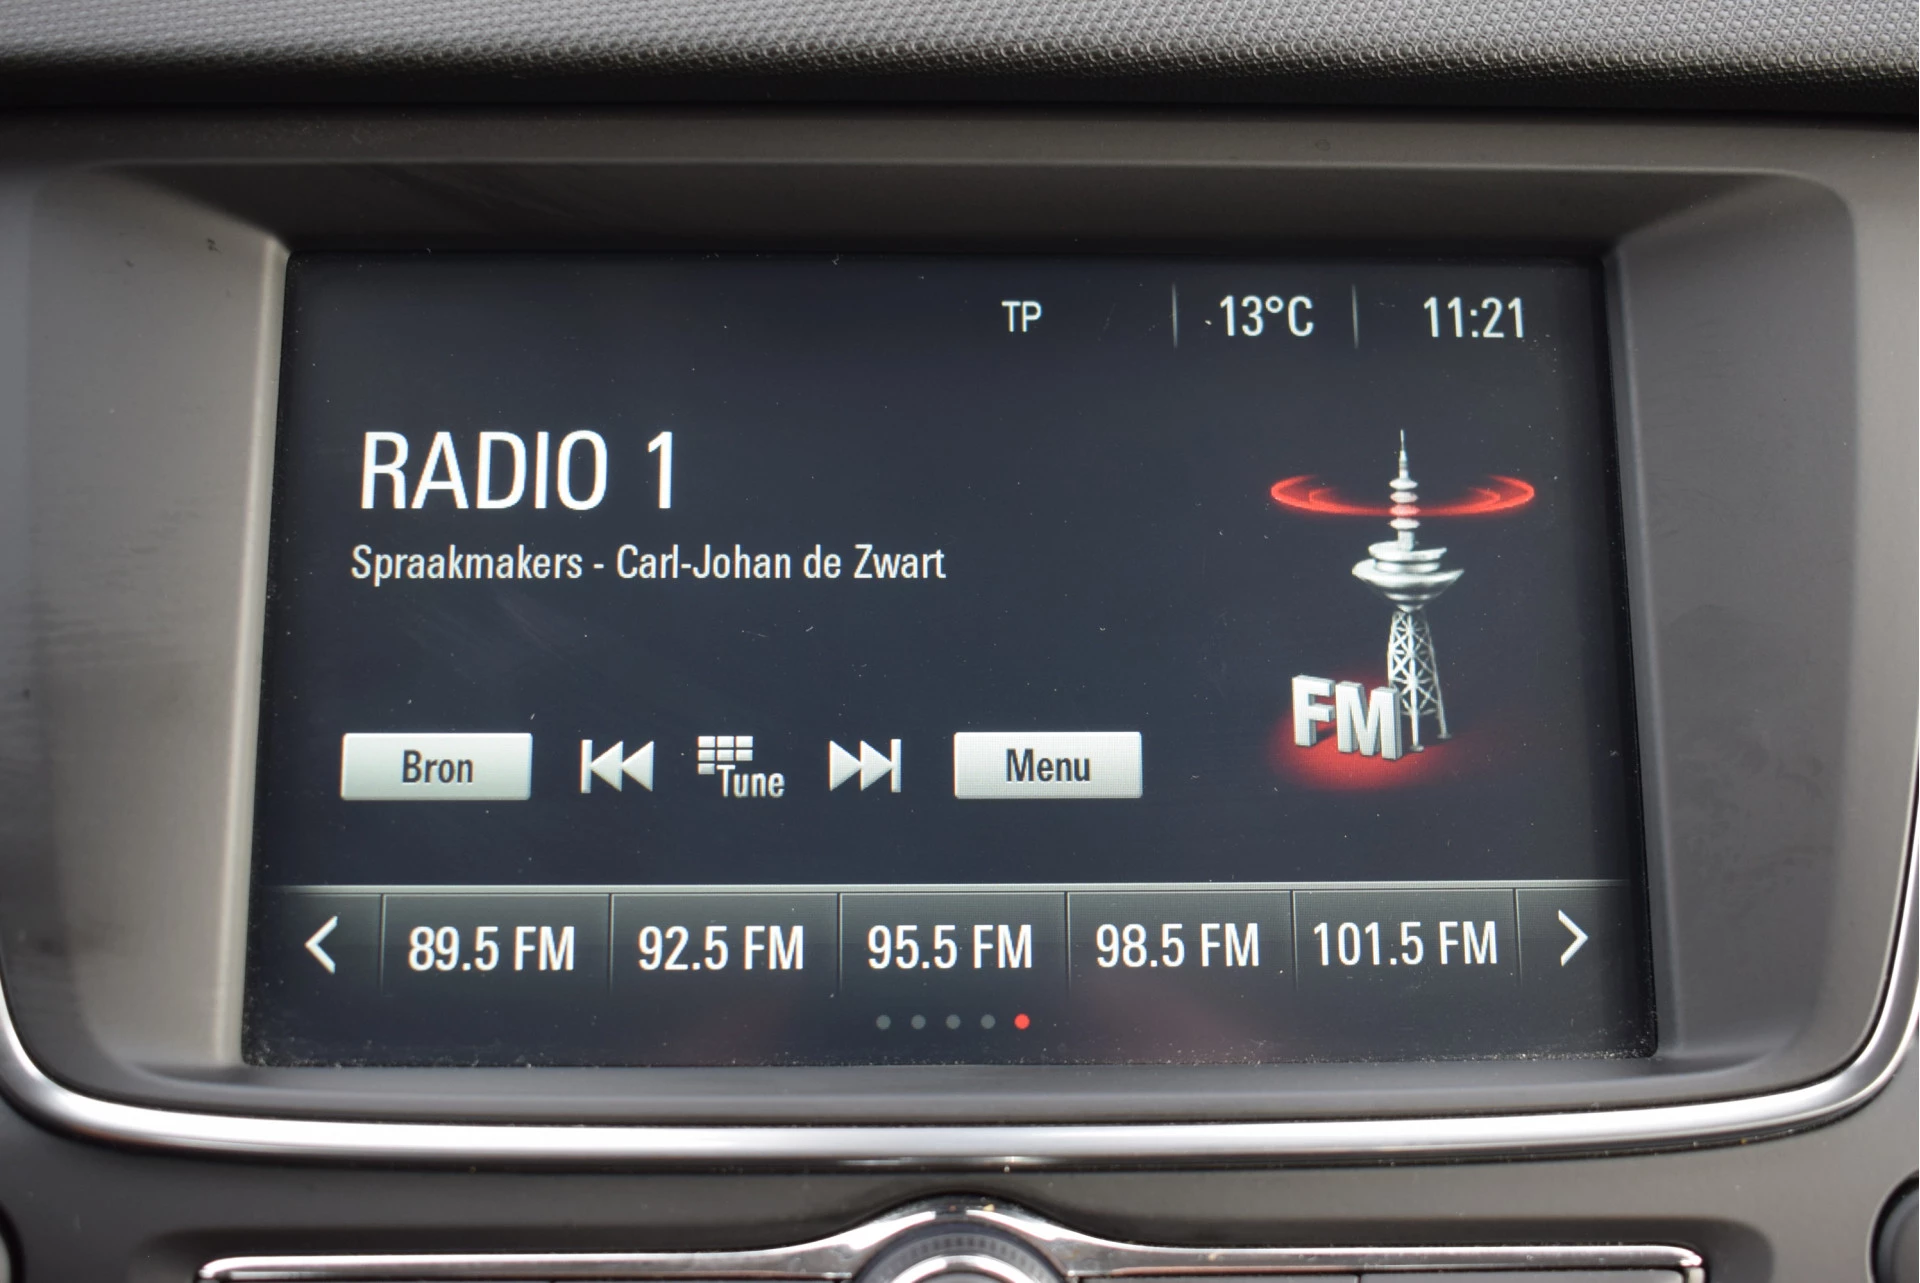 TP 13°C 11:21
RADIO 1
Spraakmakers - Carl-Johan de Zwart
FM
Bron Tune Menu
89.5 FM 92.5 FM 95.5 FM 98.5 FM 101.5 FM